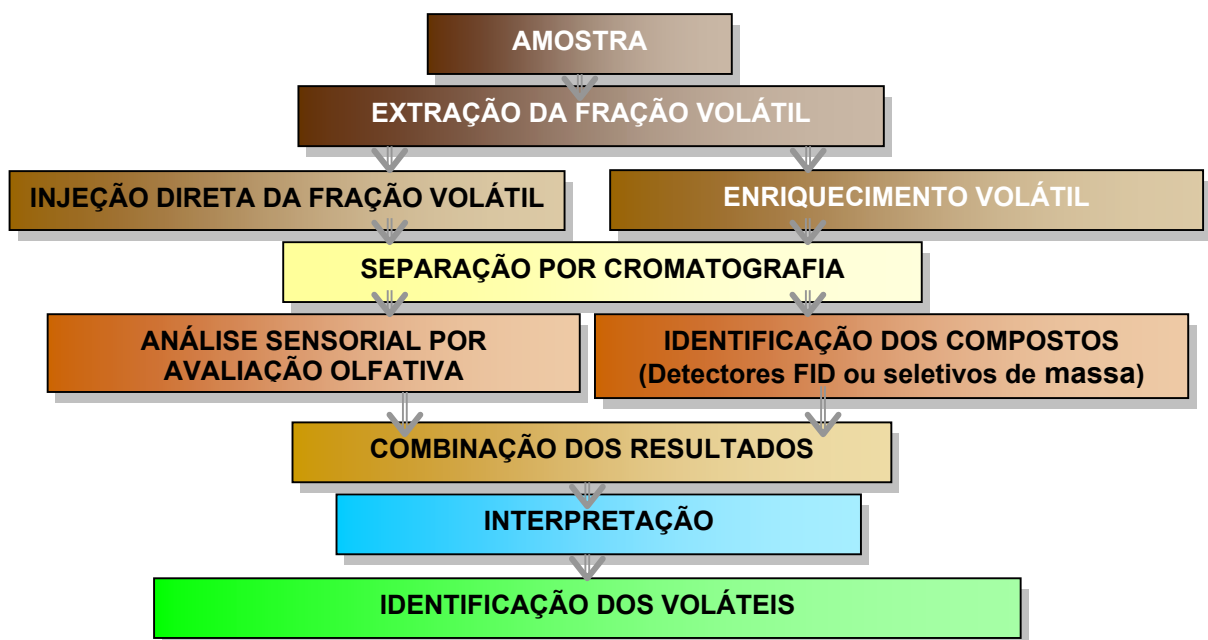 AMOSTRA
EXTRAÇÃO DA FRAÇÃO VOLÁTIL
INJEÇÃO DIRETA DA FRAÇÃO VOLÁTIL
ENRIQUECIMENTO VOLÁTIL
SEPARAÇÃO POR CROMATOGRAFIA
ANÁLISE SENSORIAL POR
AVALIAÇÃO OLFATIVA
IDENTIFICAÇÃO DOS COMPOSTOS
(Detectores FID ou seletivos de massa)
COMBINAÇÃO DOS RESULTADOS
INTERPRETAÇÃO
IDENTIFICAÇÃO DOS VOLÁTEIS